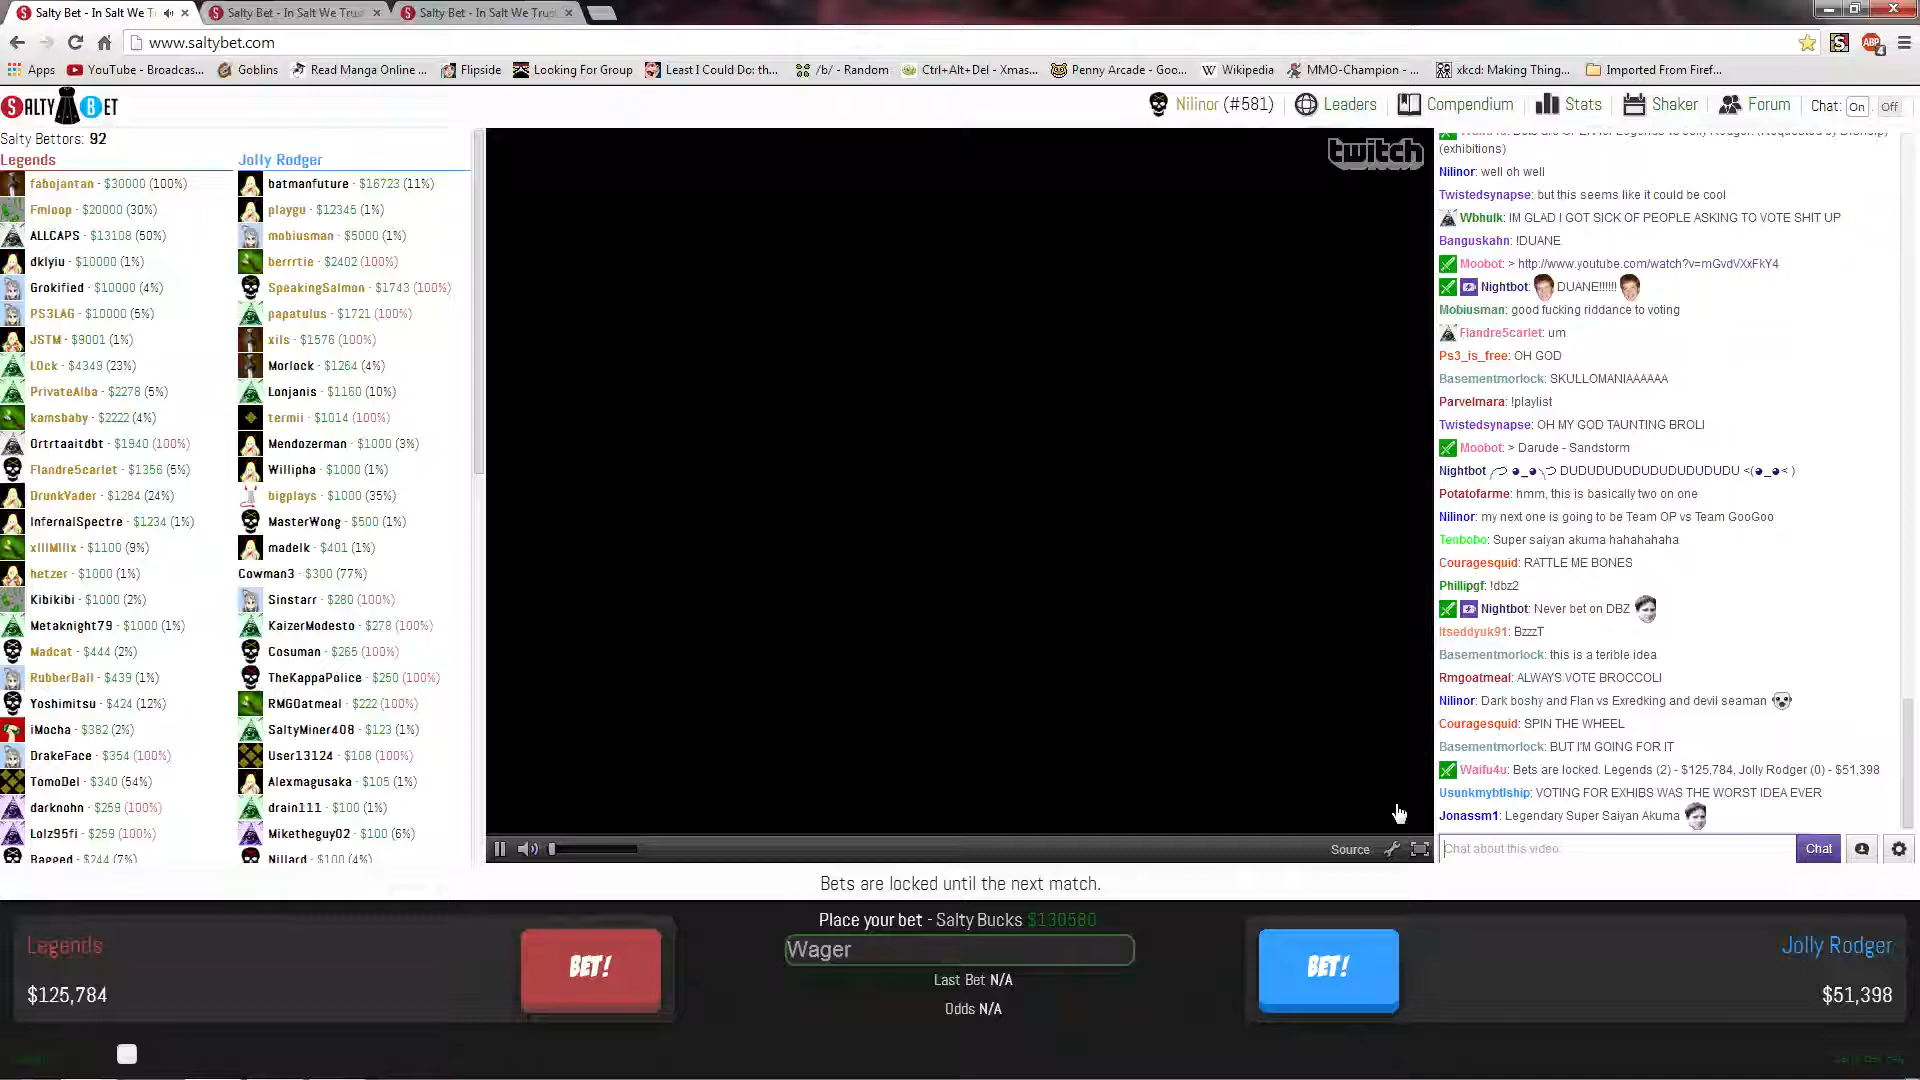 Salty Bet - In Salt We T
Salty Bet - In Salt We Trus
Salty Bet - In Salt We Trus
www.saltybet.com
Apps
YouTube - Broadcas...
Goblins
Read Manga Online ...
Flipside
Looking For Group
Least I Could Do: th...
/b/ - Random
Ctrl+Alt+Del - Xmas...
Penny Arcade - Goo...
Wikipedia
MMO-Champion - ...
xkcd: Making Thing...
Imported From Firef...
SALTY BET
Nilinor (#581)
Leaders
Compendium
Stats
Shaker
Forum
Chat: On Off
Salty Bettors: 92
Legends
fabojantan - $30000 (100%)
Fmloop - $20000 (30%)
ALLCAPS - $13108 (50%)
dklyiu - $10000 (1%)
Grokified - $10000 (4%)
PS3LAG - $10000 (5%)
JSTM - $9001 (1%)
L0ck - $4349 (23%)
PrivateAlba - $2278 (5%)
kamsbaby - $2222 (4%)
Ortrtaaitdbt - $1940 (100%)
Flandre5carlet - $1356 (5%)
DrunkVader - $1284 (24%)
InfernalSpectre - $1234 (1%)
xIIIMIIIx - $1100 (9%)
hetzer - $1000 (1%)
Kibikibi - $1000 (2%)
Metaknight79 - $1000 (1%)
Madcat - $444 (2%)
RubberBall - $439 (1%)
Yoshimitsu - $424 (12%)
iMocha - $382 (2%)
DrakeFace - $354 (100%)
TomoDei - $340 (54%)
darknohn - $259 (100%)
Lolz95fi - $259 (100%)
Bagged - $244 (7%)
Jolly Rodger
batmanfuture - $16723 (11%)
playgu - $12345 (1%)
mobiusman - $5000 (1%)
berrrtie - $2402 (100%)
SpeakingSalmon - $1743 (100%)
papatulus - $1721 (100%)
xils - $1576 (100%)
Morlock - $1264 (4%)
Lonjanis - $1160 (10%)
termii - $1014 (100%)
Mendozerman - $1000 (3%)
Willipha - $1000 (1%)
bigplays - $1000 (35%)
MasterWong - $500 (1%)
madelk - $401 (1%)
Cowman3 - $300 (77%)
Sinstarr - $280 (100%)
KaizerModesto - $278 (100%)
Cosuman - $265 (100%)
TheKappaPolice - $250 (100%)
RMGOatmeal - $222 (100%)
SaltyMiner408 - $123 (1%)
User13124 - $108 (100%)
Alexmagusaka - $105 (1%)
drain111 - $100 (1%)
Miketheguy02 - $100 (6%)
Nillard - $100 (4%)
twitch
Source
(exhibitions)
Nilinor: well oh well
Twistedsynapse: but this seems like it could be cool
Wbhulk: IM GLAD I GOT SICK OF PEOPLE ASKING TO VOTE SHIT UP
Banguskahn: !DUANE
Moobot: > http://www.youtube.com/watch?v=mGvdVXxFkY4
Nightbot: DUANE!!!!!!
Mobiusman: good fucking riddance to voting
Flandre5carlet: um
Ps3_is_free: OH GOD
Basementmorlock: SKULLOMANIAAAAAA
Parvelmara: !playlist
Twistedsynapse: OH MY GOD TAUNTING BROLI
Moobot: > Darude - Sandstorm
Nightbot ༼つ ◕_◕༽つ DUDUDUDUDUDUDUDUDUDU <(◕_◕< )
Potatofarme: hmm, this is basically two on one
Nilinor: my next one is going to be Team OP vs Team GooGoo
Tenbobo: Super saiyan akuma hahahahaha
Couragesquid: RATTLE ME BONES
Phillipgf: !dbz2
Nightbot: Never bet on DBZ
Itseddyuk91: BzzzT
Basementmorlock: this is a terible idea
Rmgoatmeal: ALWAYS VOTE BROCCOLI
Nilinor: Dark boshy and Flan vs Exredking and devil seaman
Couragesquid: SPIN THE WHEEL
Basementmorlock: BUT I'M GOING FOR IT
Waifu4u: Bets are locked. Legends (2) - $125,784, Jolly Rodger (0) - $51,398
Usunkmybtlship: VOTING FOR EXHIBS WAS THE WORST IDEA EVER
Jonassm1: Legendary Super Saiyan Akuma
Chat about this video.
Chat
Bets are locked until the next match.
Place your bet - Salty Bucks $130580
Wager
Last Bet N/A
Odds N/A
Legends
$125,784
BET!
BET!
Jolly Rodger
$51,398